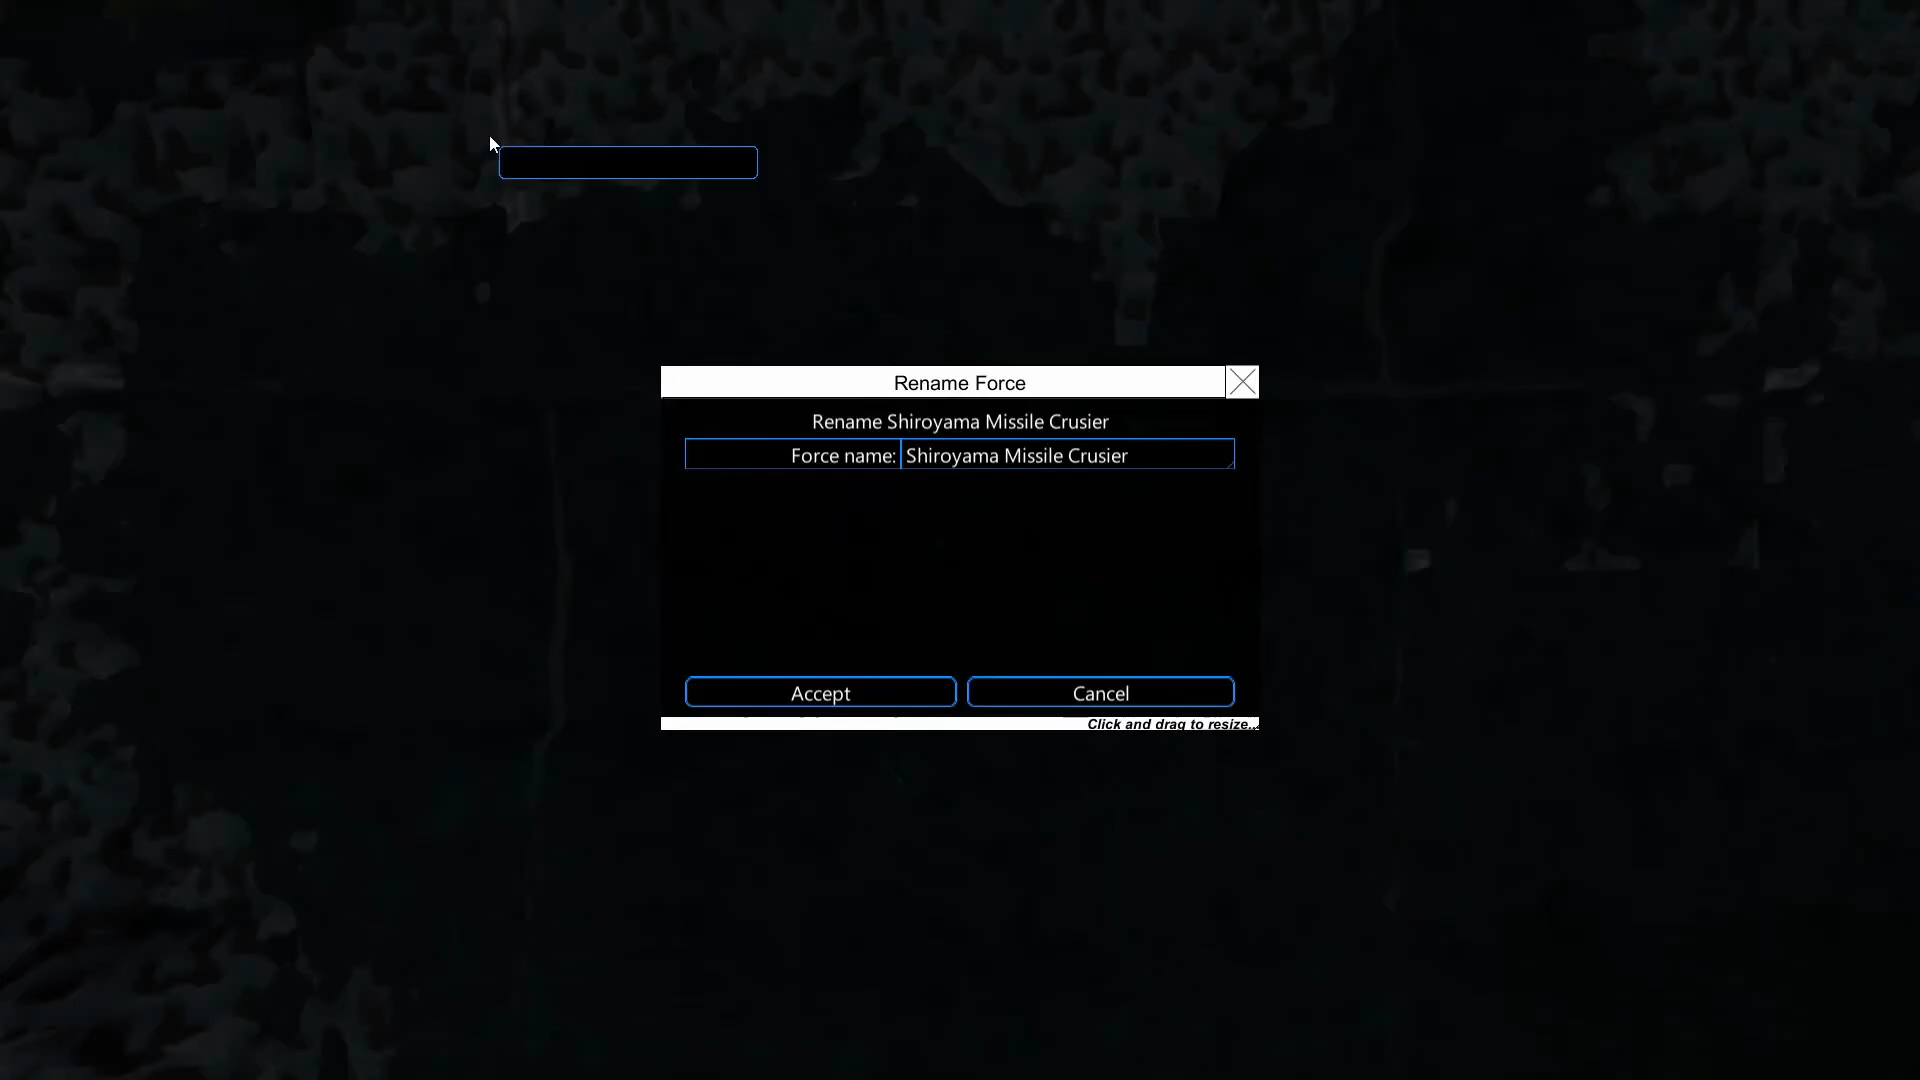 Rename Force
Rename Shiroyama Missile Crusier
Force name: Shiroyama Missile Crusier
Accept Cancel
Click and drag to resize...